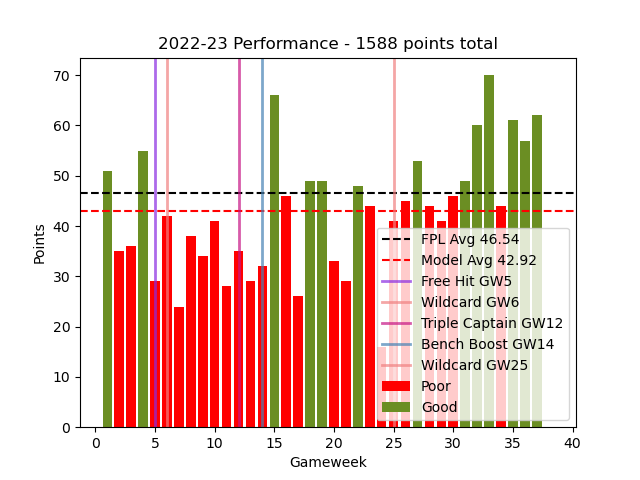 2022-23 Performance - 1588 points total
Points
70
60
50
40
30
20
10
0
FPL Avg 46.54
Model Avg 42.92
Free Hit GW5
Wildcard GW6
Triple Captain GW12
Bench Boost GW14
Wildcard GW25
Poor
Good
0 5 10 15 20 25 30 35 40
Gameweek